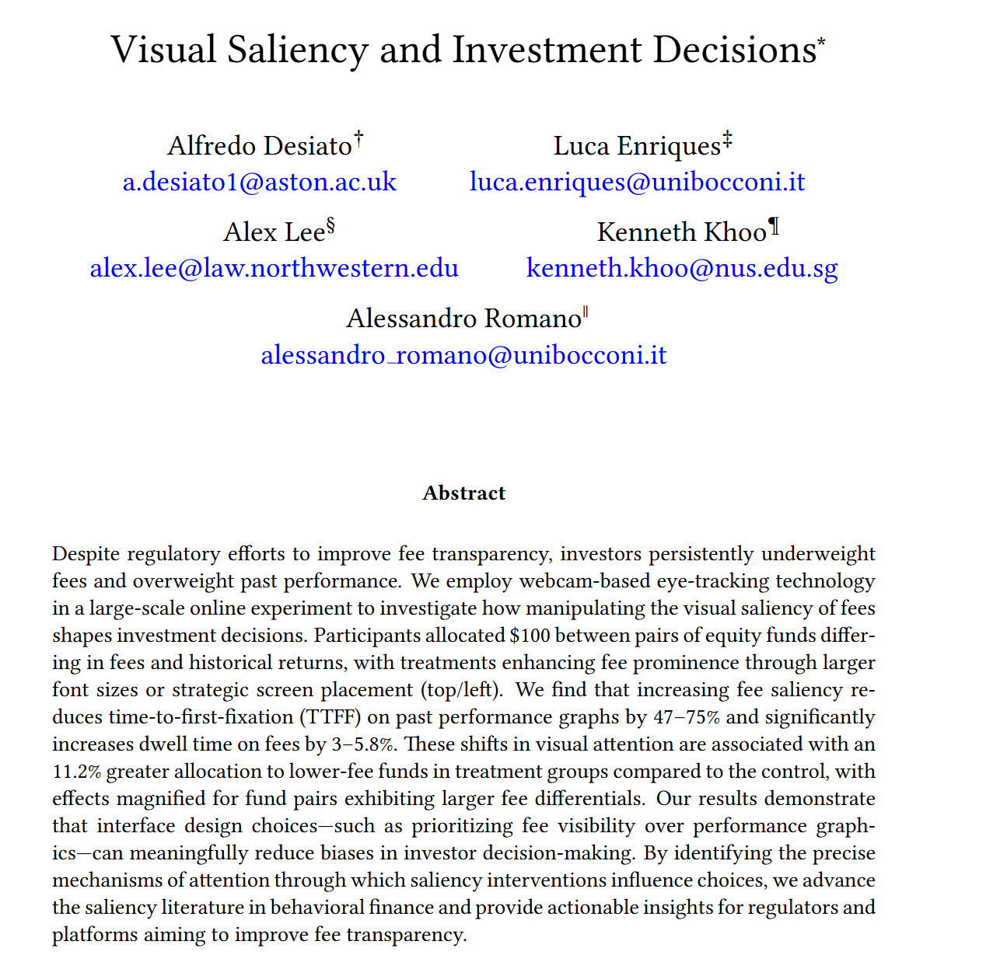 Visual Saliency and Investment Decisions*
Alfredo Desiato† Luca Enriques‡
a.desiato1@aston.ac.uk luca.enriques@unibocconi.it
Alex Lee§ Kenneth Khoo¶
alex.lee@law.northwestern.edu kenneth.khoo@nus.edu.sg
Alessandro Romano‖
alessandro_romano@unibocconi.it
Abstract
Despite regulatory efforts to improve fee transparency, investors persistently underweight
fees and overweight past performance. We employ webcam-based eye-tracking technology
in a large-scale online experiment to investigate how manipulating the visual saliency of fees
shapes investment decisions. Participants allocated $100 between pairs of equity funds differ-
ing in fees and historical returns, with treatments enhancing fee prominence through larger
font sizes or strategic screen placement (top/left). We find that increasing fee saliency re-
duces time-to-first-fixation (TTFF) on past performance graphs by 47–75% and significantly
increases dwell time on fees by 3–5.8%. These shifts in visual attention are associated with an
11.2% greater allocation to lower-fee funds in treatment groups compared to the control, with
effects magnified for fund pairs exhibiting larger fee differentials. Our results demonstrate
that interface design choices—such as prioritizing fee visibility over performance graph-
ics—can meaningfully reduce biases in investor decision-making. By identifying the precise
mechanisms of attention through which saliency interventions influence choices, we advance
the saliency literature in behavioral finance and provide actionable insights for regulators and
platforms aiming to improve fee transparency.